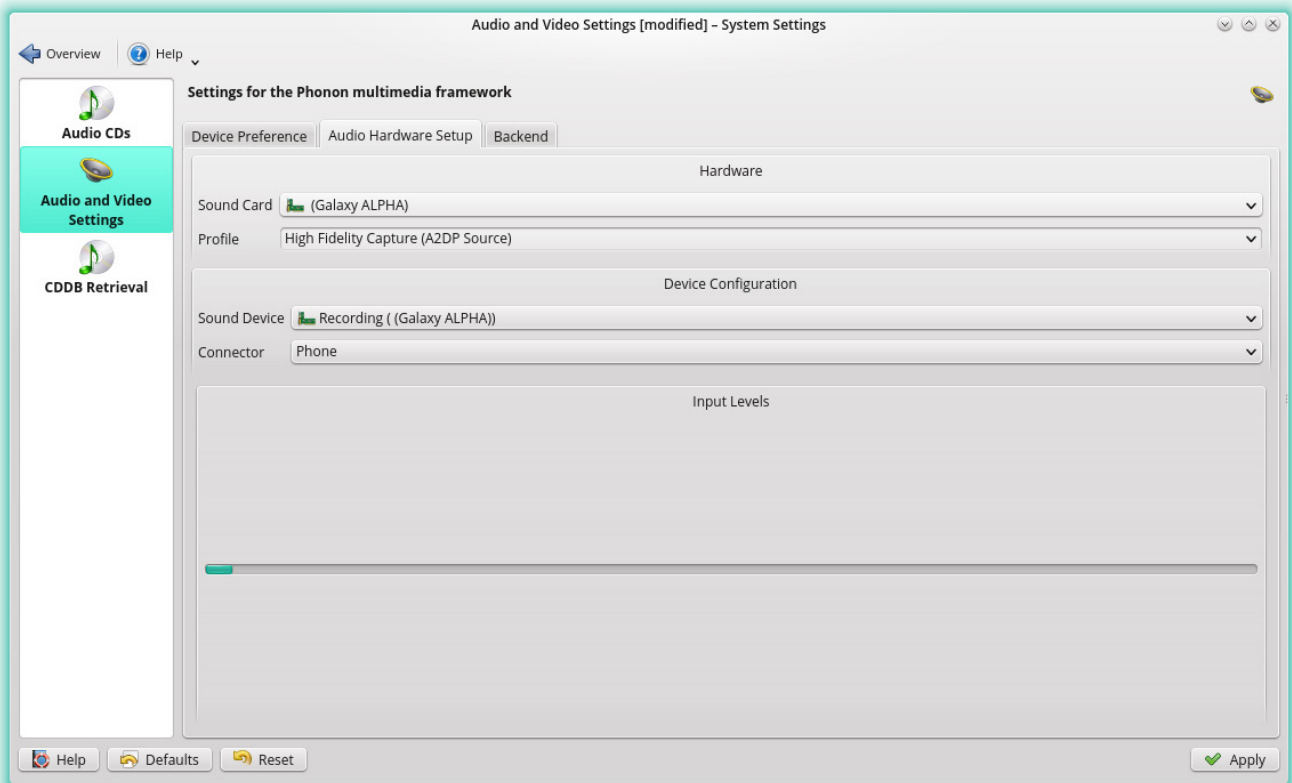 Audio and Video Settings [modified] – System Settings
Overview
Help
Audio CDs
Audio and Video
Settings
CDDB Retrieval
Settings for the Phonon multimedia framework
Device Preference
Audio Hardware Setup
Backend
Hardware
Sound Card
(Galaxy ALPHA)
Profile
High Fidelity Capture (A2DP Source)
Device Configuration
Sound Device
Recording ( (Galaxy ALPHA))
Connector
Phone
Input Levels
Help
Defaults
Reset
Apply